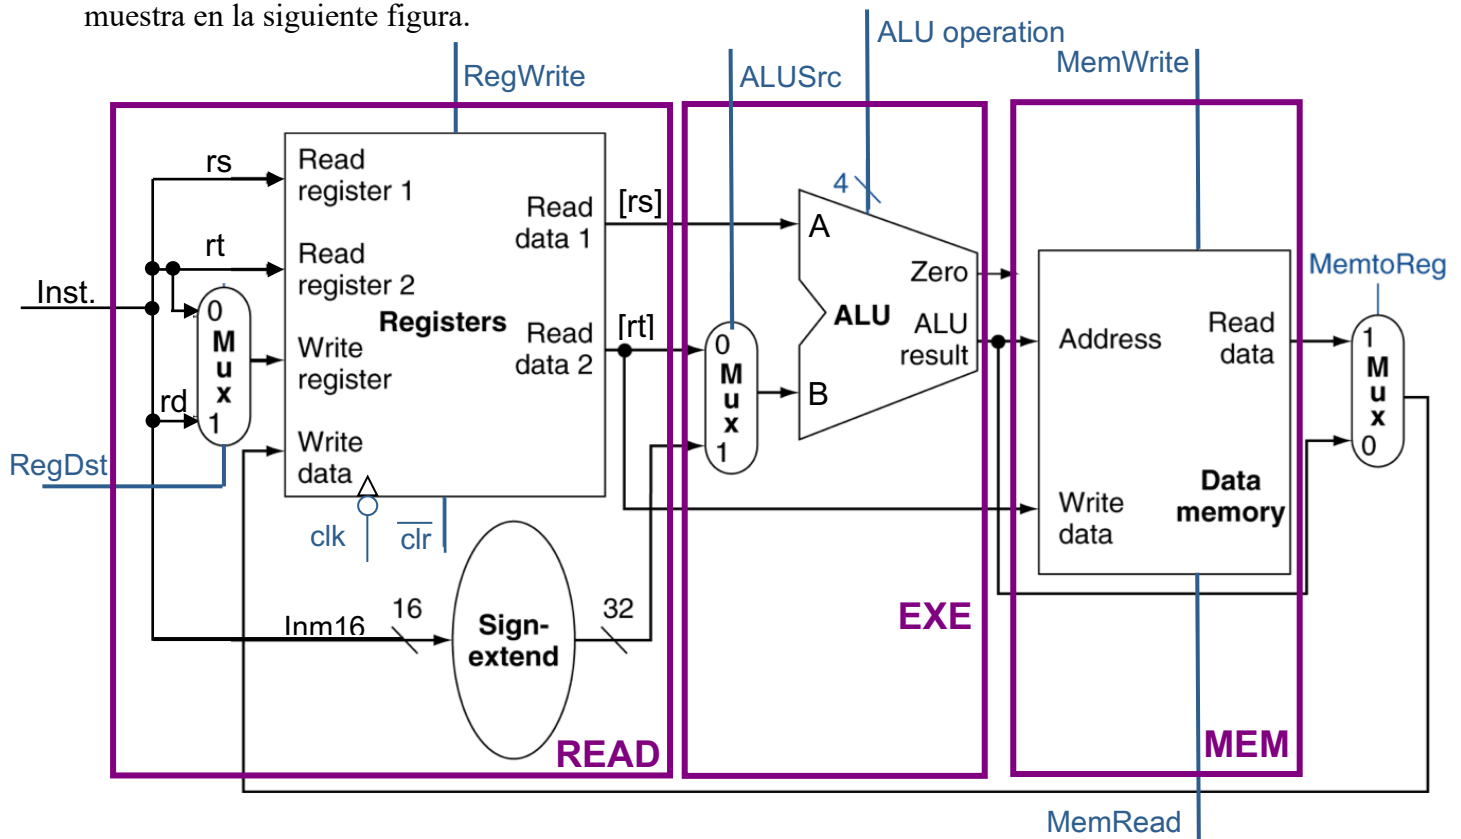 muestra en la siguiente figura.
ALU operation
RegWrite
ALUSrc
MemWrite
rs
Read
register 1
Read
data 1
[rs]
4
A
rt
Read
register 2
Zero
MemtoReg
Inst.
0
M
u
x
1
Registers
Write
register
Read
data 2
[rt]
0
M
u
x
1
ALU
ALU
result
B
Address
Read
data
1
M
u
x
0
rd
RegDst
Write
data
clk
clr
Write
data
Data
memory
Inm16
16
Sign-
extend
32
EXE
READ
MEM
MemRead